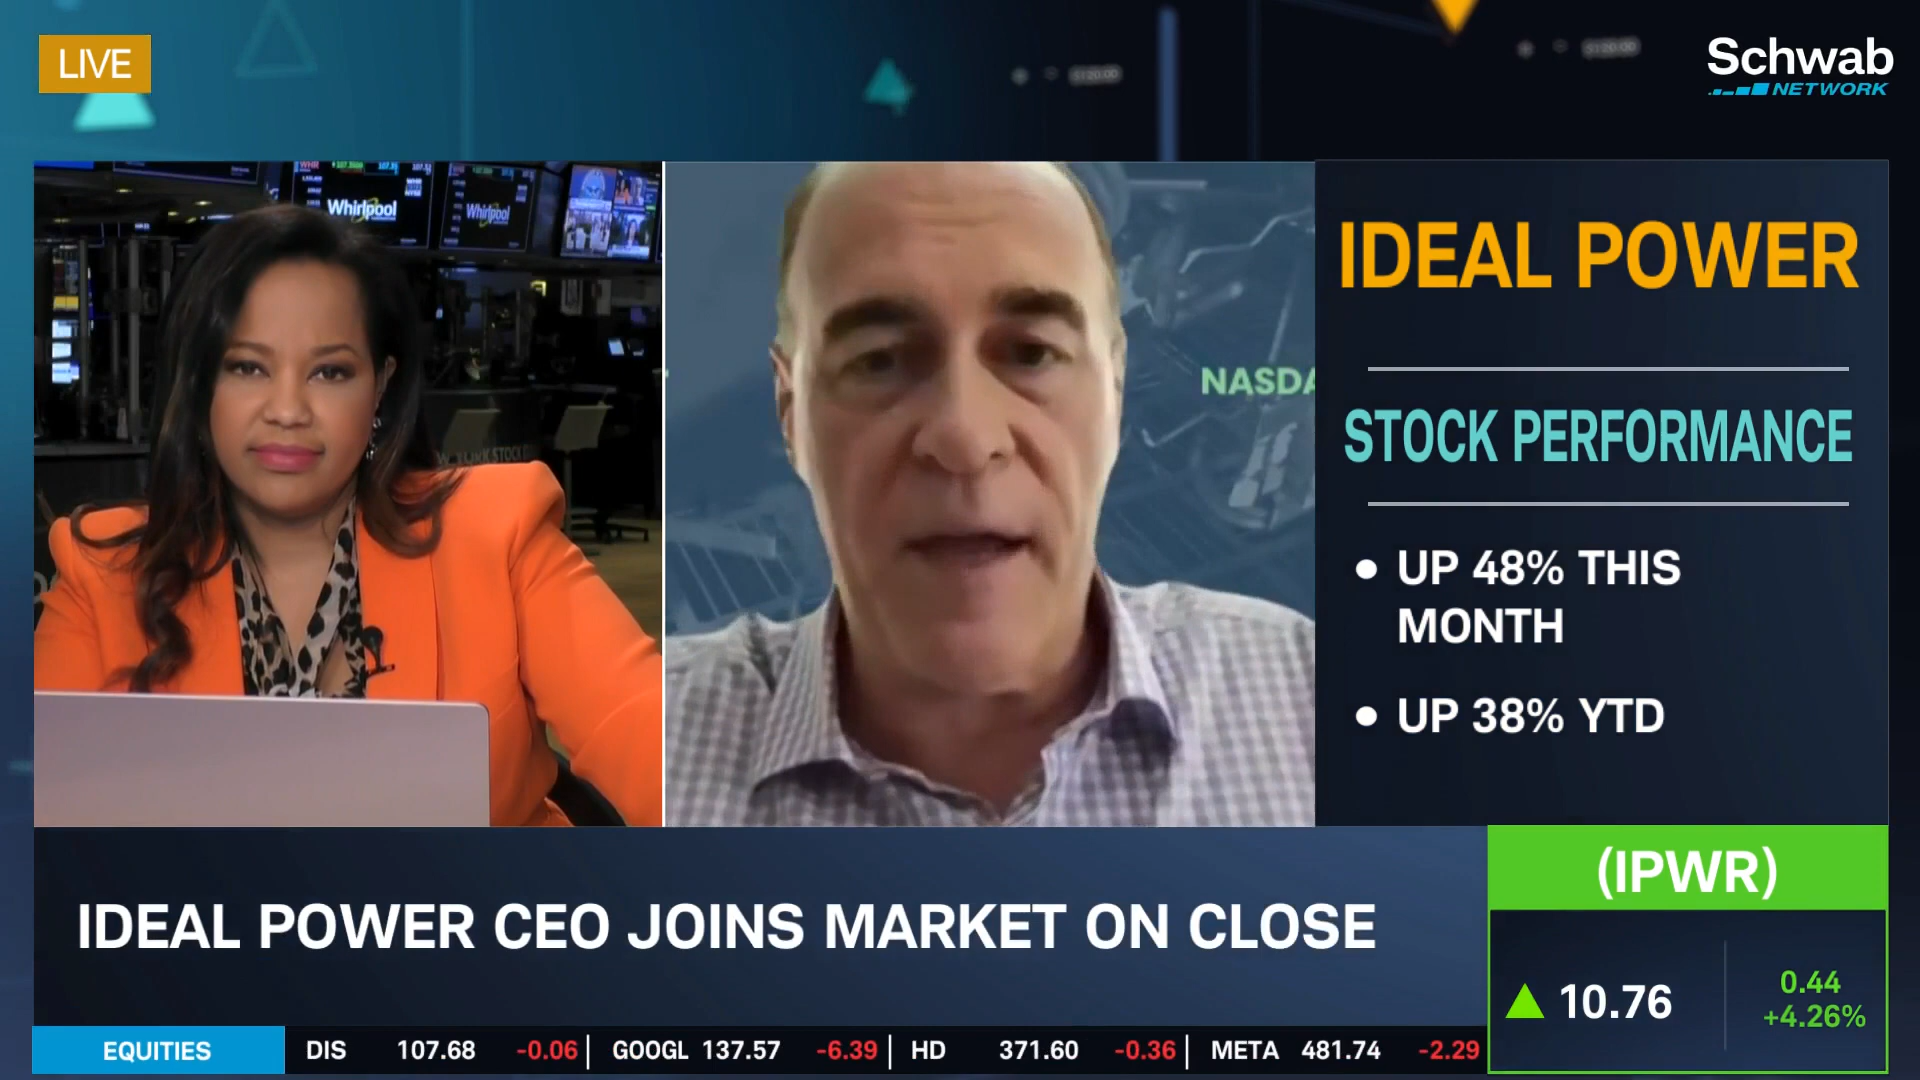 LIVE
Schwab
NETWORK
Whirlpool
Whirlpool
NASDA
IDEAL POWER
STOCK PERFORMANCE
• UP 48% THIS
MONTH
• UP 38% YTD
IDEAL POWER CEO JOINS MARKET ON CLOSE
(IPWR)
10.76
0.44
+4.26%
EQUITIES
DIS 107.68 -0.06 | GOOGL 137.57 -6.39 | HD 371.60 -0.36 | META 481.74 -2.29